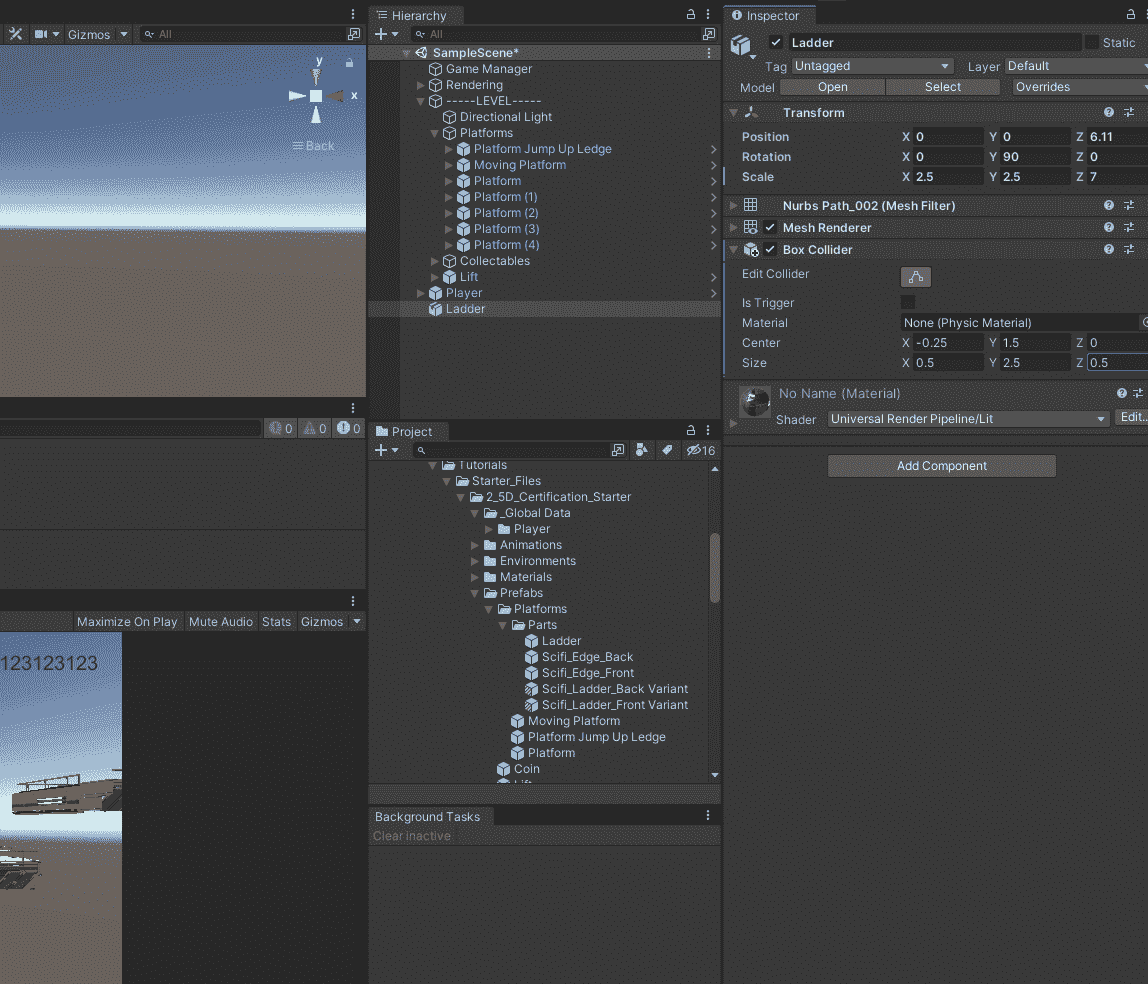 Gizmos
All
y
x
Back
0 0 0
Maximize On Play Mute Audio Stats Gizmos
123123123
Hierarchy
All
SampleScene*
Game Manager
Rendering
-----LEVEL-----
Directional Light
Platforms
Platform Jump Up Ledge
Moving Platform
Platform
Platform (1)
Platform (2)
Platform (3)
Platform (4)
Collectables
Lift
Player
Ladder
Project
16
Tutorials
Starter_Files
2_5D_Certification_Starter
_Global Data
Player
Animations
Environments
Materials
Prefabs
Platforms
Parts
Ladder
Scifi_Edge_Back
Scifi_Edge_Front
Scifi_Ladder_Back Variant
Scifi_Ladder_Front Variant
Moving Platform
Platform Jump Up Ledge
Platform
Coin
Background Tasks
Clear inactive
Inspector
Ladder Static
Tag Untagged Layer Default
Model Open Select Overrides
Transform
Position X 0 Y 0 Z 6.11
Rotation X 0 Y 90 Z 0
Scale X 2.5 Y 2.5 Z 7
Nurbs Path_002 (Mesh Filter)
Mesh Renderer
Box Collider
Edit Collider
Is Trigger
Material None (Physic Material)
Center X -0.25 Y 1.5 Z 0
Size X 0.5 Y 2.5 Z 0.5
No Name (Material)
Shader Universal Render Pipeline/Lit Edit..
Add Component